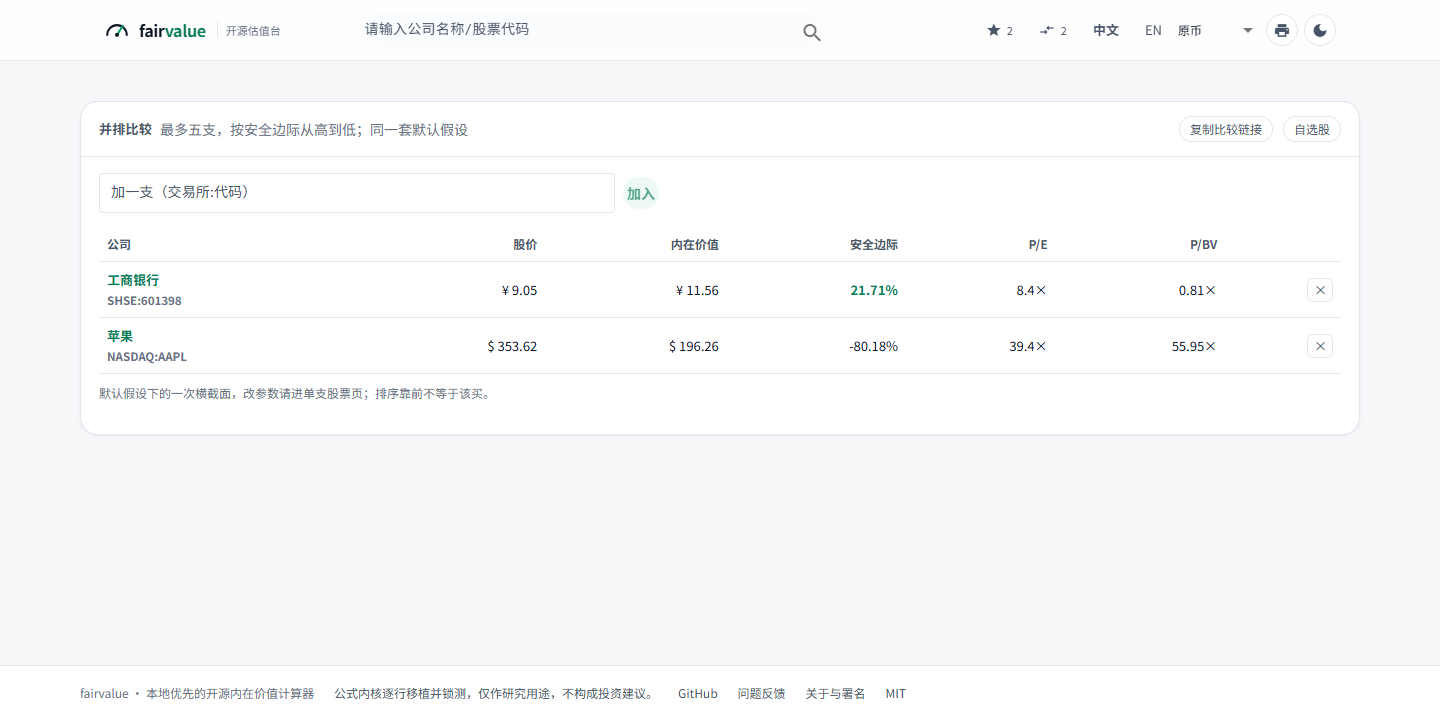 fairvalue 开源估值台 请输入公司名称/股票代码 2 2 中文 EN 原币
并排比较 最多五支，按安全边际从高到低；同一套默认假设 复制比较链接 自选股
加一支（交易所:代码） 加入
公司 股价 内在价值 安全边际 P/E P/BV
工商银行
SHSE:601398
¥ 9.05 ¥ 11.56 21.71% 8.4× 0.81× ×
苹果
NASDAQ:AAPL
$ 353.62 $ 196.26 -80.18% 39.4× 55.95× ×
默认假设下的一次横截面，改参数请进单支股票页；排序靠前不等于该买。
fairvalue · 本地优先的开源内在价值计算器 公式内核逐行移植并锁测，仅作研究用途，不构成投资建议。 GitHub 问题反馈 关于与署名 MIT